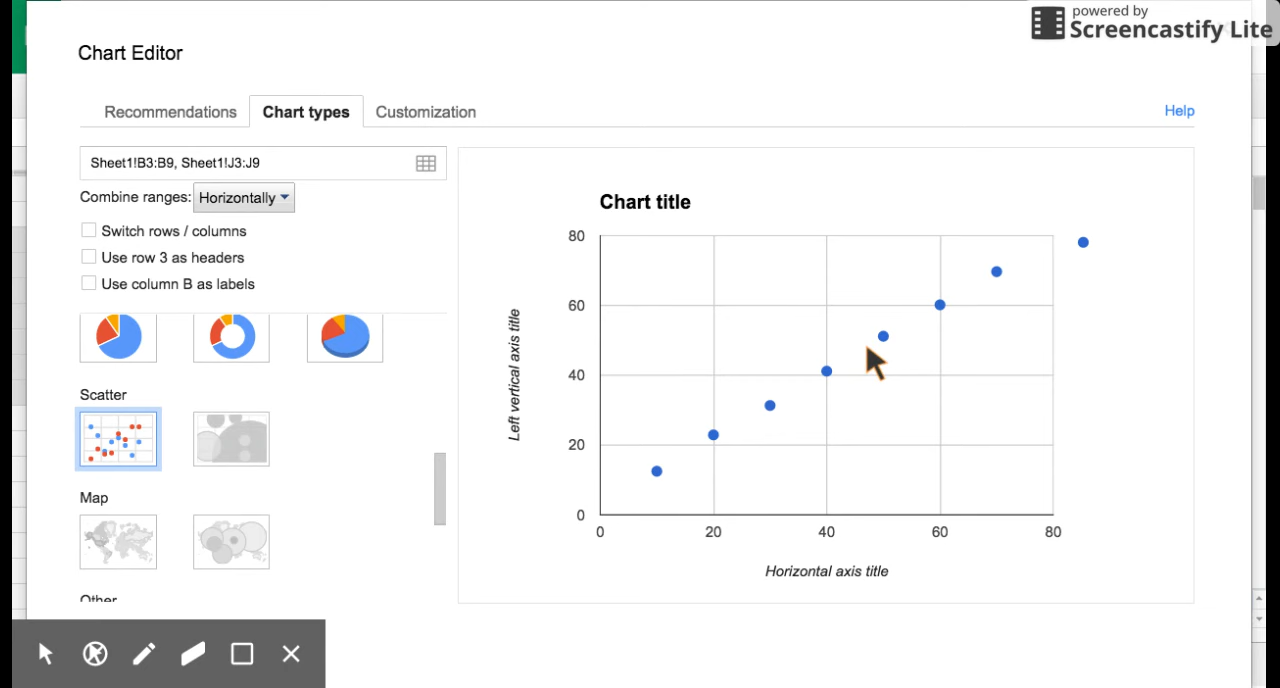 powered by
Screencastify Lite
Chart Editor
Recommendations
Chart types
Customization
Help
Sheet1!B3:B9, Sheet1!J3:J9
Combine ranges: Horizontally
Switch rows / columns
Use row 3 as headers
Use column B as labels
Scatter
Map
Other
Chart title
80
60
40
20
0
Left vertical axis title
0 20 40 60 80
Horizontal axis title